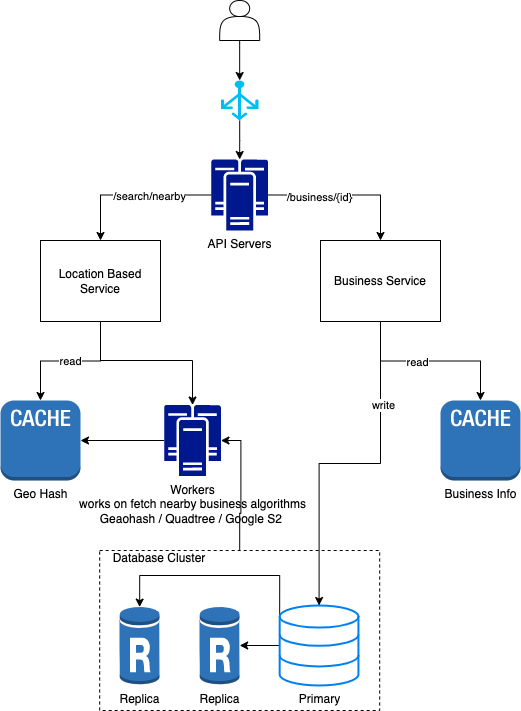 /search/nearby
/business/{id}
API Servers
Location Based
Service
Business Service
read
read
CACHE
write
CACHE
Geo Hash
Workers
works on fetch nearby business algorithms
Geaohash / Quadtree / Google S2
Business Info
Database Cluster
R
R
Replica
Replica
Primary